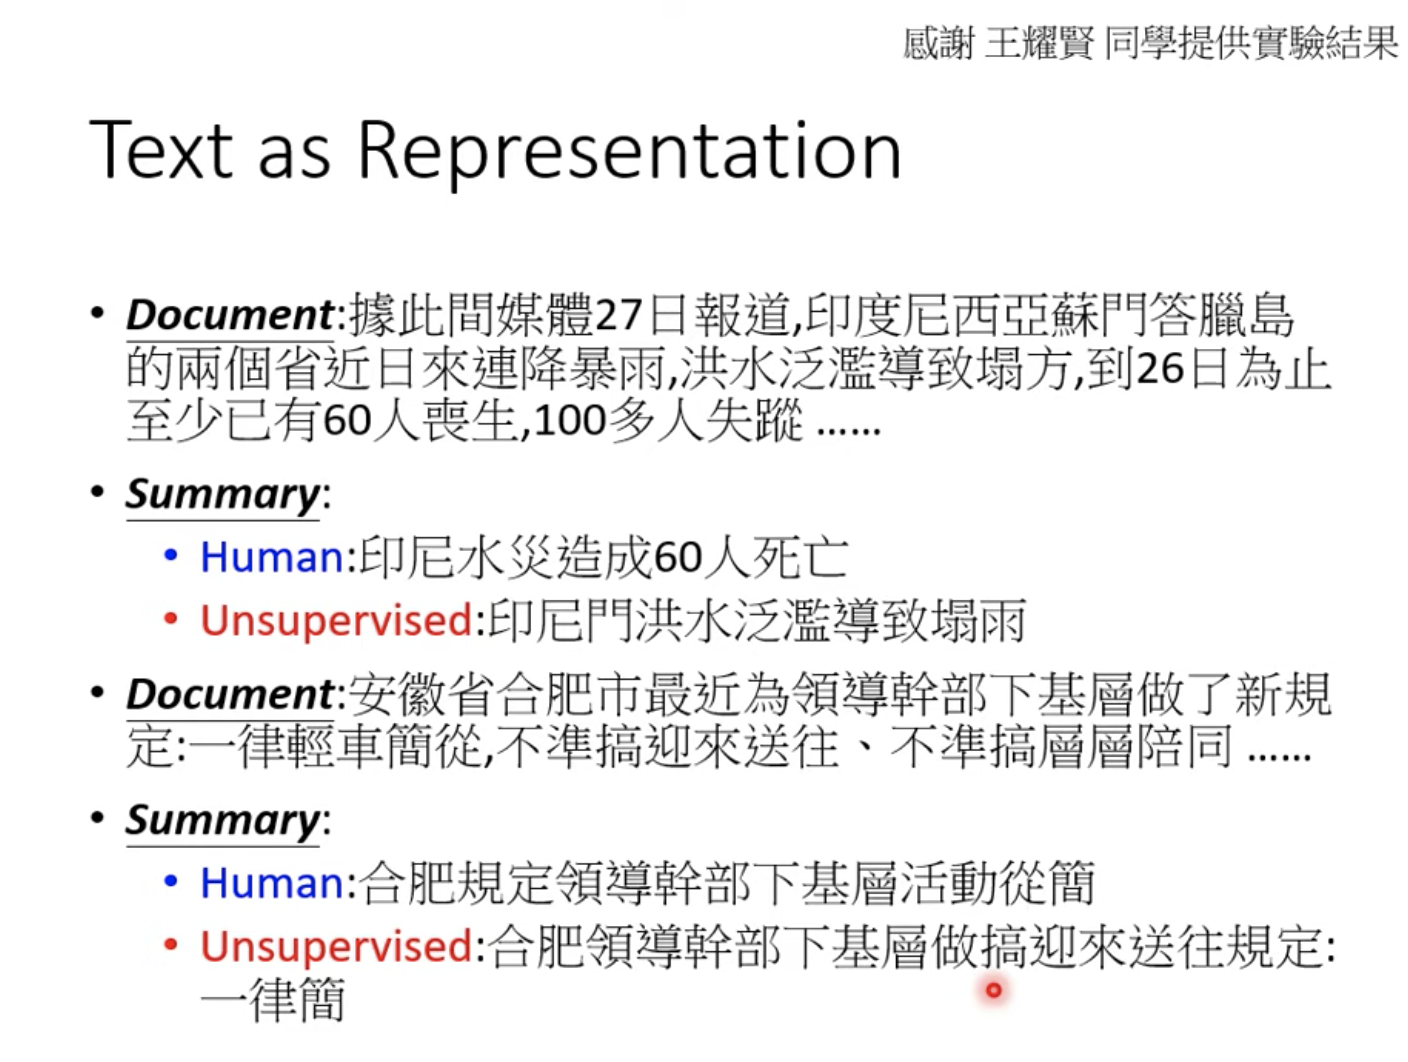 感謝 王耀賢 同學提供實驗結果
Text as Representation
• Document:據此間媒體27日報道,印度尼西亞蘇門答臘島
的兩個省近日來連降暴雨,洪水泛濫導致塌方,到26日為止
至少已有60人喪生,100多人失蹤 ……
• Summary:
• Human:印尼水災造成60人死亡
• Unsupervised:印尼門洪水泛濫導致塌雨
• Document:安徽省合肥市最近為領導幹部下基層做了新規
定:一律輕車簡從,不準搞迎來送往、不準搞層層陪同 ……
• Summary:
• Human:合肥規定領導幹部下基層活動從簡
• Unsupervised:合肥領導幹部下基層做搞迎來送往規定:
一律簡